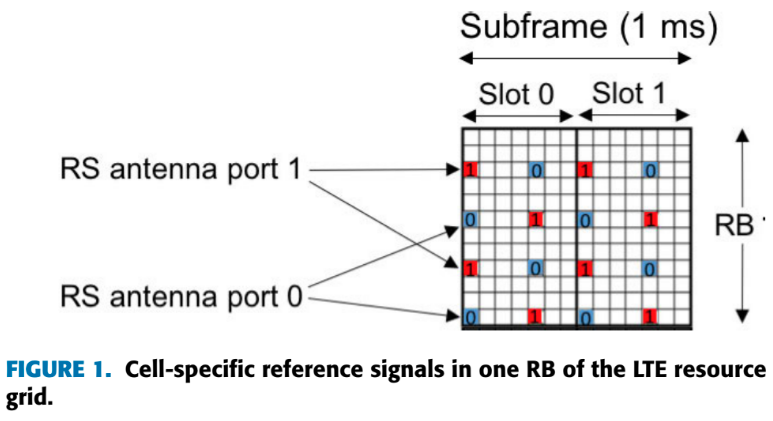 Subframe (1 ms)
Slot 0 Slot 1
RS antenna port 1
1 0 1 0
0 1 0 1
RB
1 0 1 0
RS antenna port 0
0 1 0 1
FIGURE 1. Cell-specific reference signals in one RB of the LTE resource
grid.